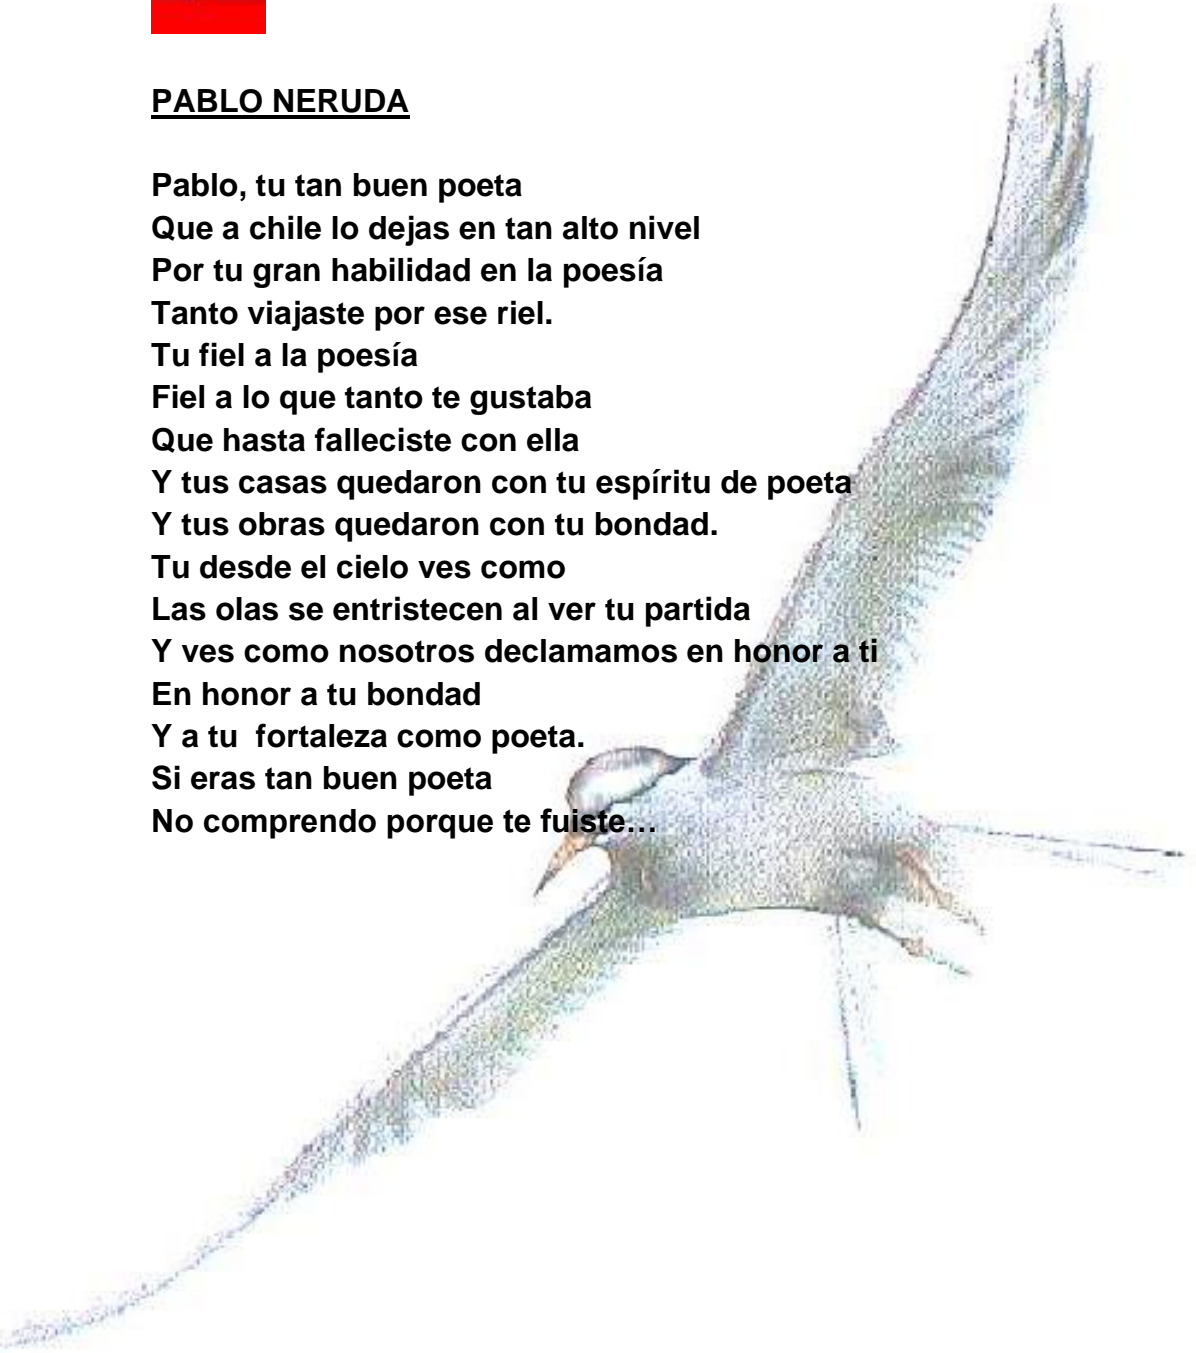 PABLO NERUDA
Pablo, tu tan buen poeta
Que a chile lo dejas en tan alto nivel
Por tu gran habilidad en la poesía
Tanto viajaste por ese riel.
Tu fiel a la poesía
Fiel a lo que tanto te gustaba
Que hasta falleciste con ella
Y tus casas quedaron con tu espíritu de poeta
Y tus obras quedaron con tu bondad.
Tu desde el cielo ves como
Las olas se entristecen al ver tu partida
Y ves como nosotros declamamos en honor a ti
En honor a tu bondad
Y a tu  fortaleza como poeta.
Si eras tan buen poeta
No comprendo porque te fuiste…